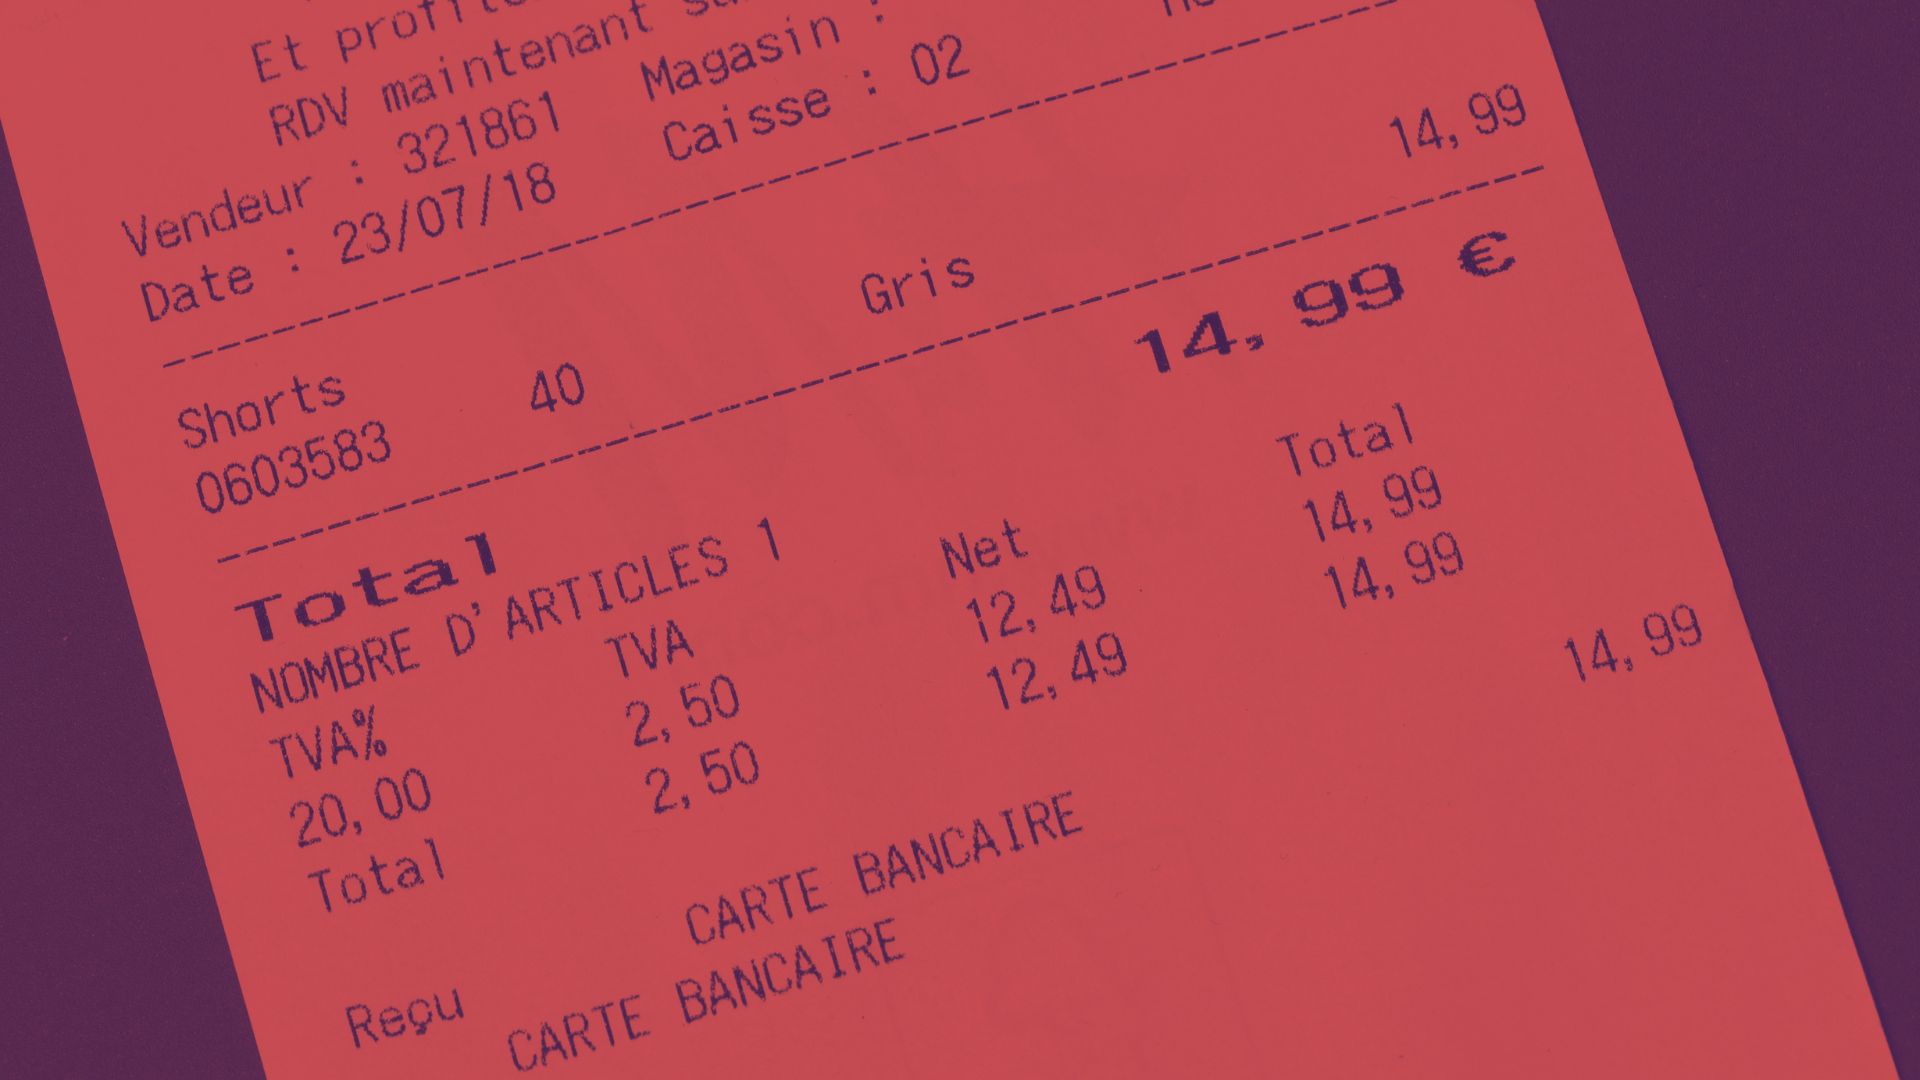 Et
RDV maintenant
Vendeur : 321861 Magasin :
Date : 23/07/18 Caisse : 02
Shorts 40 Gris 14,99
0603583
Total 14,99 €
NOMBRE D'ARTICLES 1
TVA% TVA Net Total
20,00 2,50 12,49 14,99
Total 2,50 12,49 14,99
CARTE BANCAIRE 14,99
Reçu
CARTE BANCAIRE